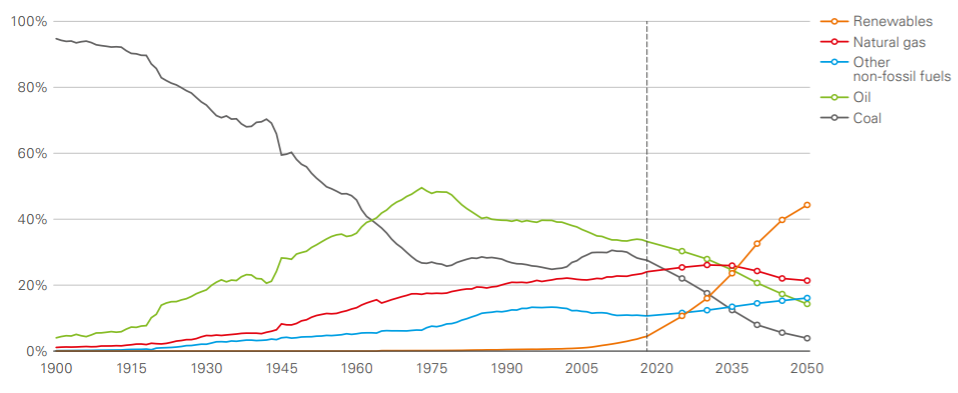 100%
80%
60%
40%
20%
0%
1900 1915 1930 1945 1960 1975 1990 2005 2020 2035 2050
Renewables
Natural gas
Other
non-fossil fuels
Oil
Coal